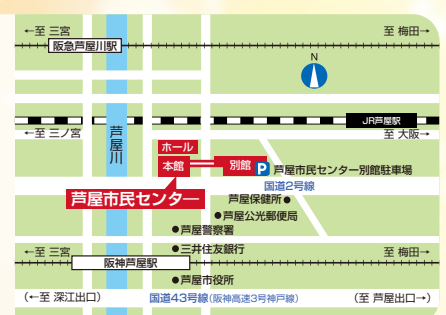 ←至 三宮
至 梅田→
阪急芦屋川駅
N
JR芦屋駅
←至 三ノ宮
至 大阪→
芦屋川
ホール
本館
別館
P 芦屋市民センター別館駐車場
国道2号線
芦屋市民センター
芦屋保健所●
●芦屋公光郵便局
●芦屋警察署
←至 三宮
●三井住友銀行
至 梅田→
阪神芦屋駅
●芦屋市役所
(←至 深江出口)
国道43号線(阪神高速3号神戸線)
(至 芦屋出口→)